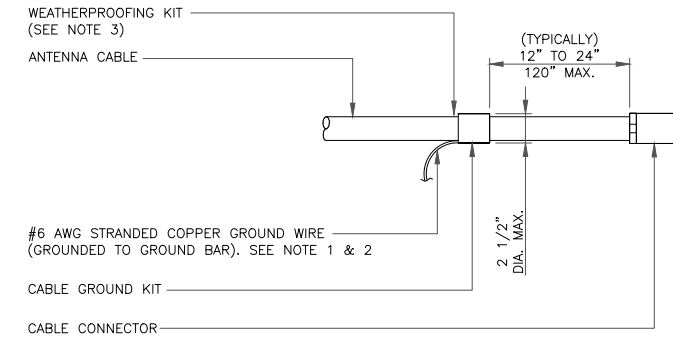 WEATHERPROOFING KIT
(SEE NOTE 3)
ANTENNA CABLE
(TYPICALLY)
12" TO 24"
120" MAX.
2 1/2"
DIA. MAX.
#6 AWG STRANDED COPPER GROUND WIRE
(GROUNDED TO GROUND BAR). SEE NOTE 1 & 2
CABLE GROUND KIT
CABLE CONNECTOR